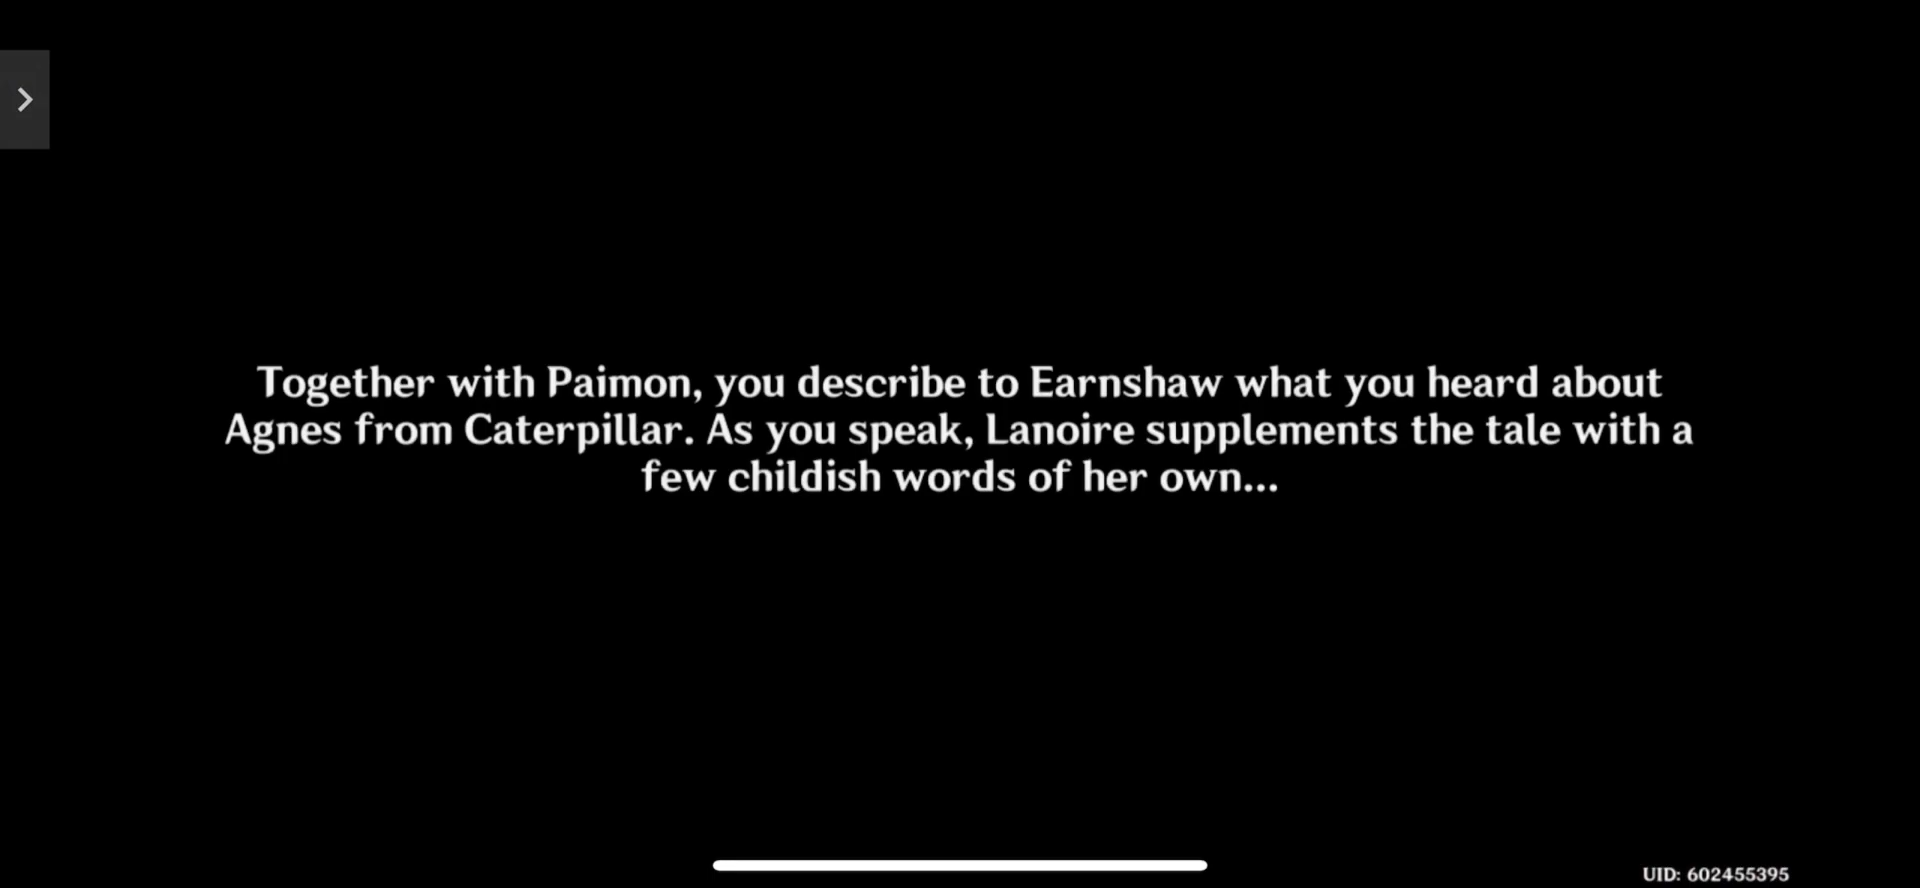 Together with Paimon, you describe to Earnshaw what you heard about
Agnes from Caterpillar. As you speak, Lanoire supplements the tale with a
few childish words of her own...
UID: 602455395